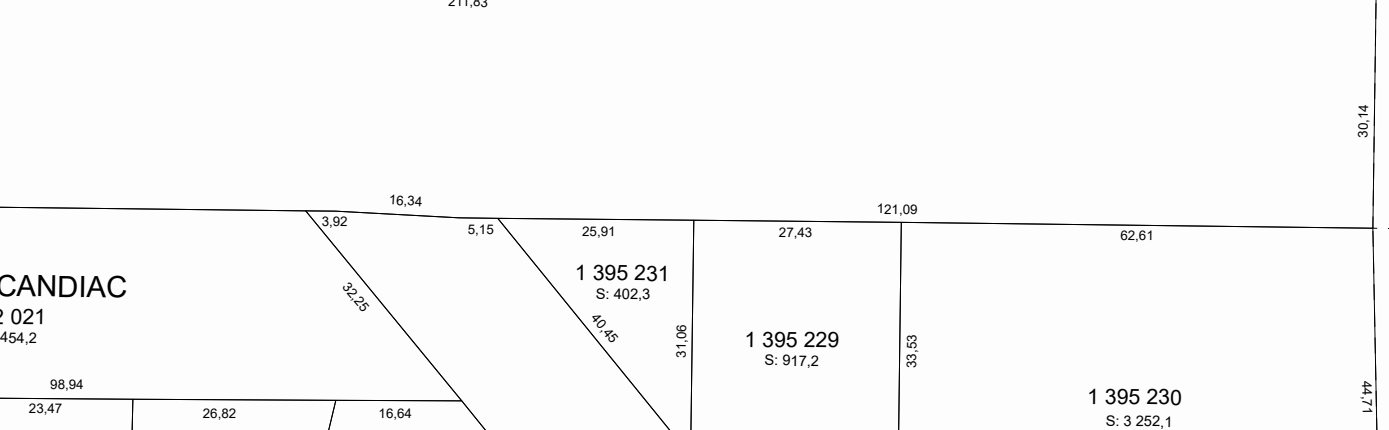 211,83
30,14
16,34
121,09
3,92
5,15
25,91
27,43
62,61
1 395 231
S: 402,3
CANDIAC
2 021
454,2
32,25
40,45
31,06
1 395 229
S: 917,2
33,53
98,94
44,71
1 395 230
S: 3 252,1
23,47
26,82
16,64